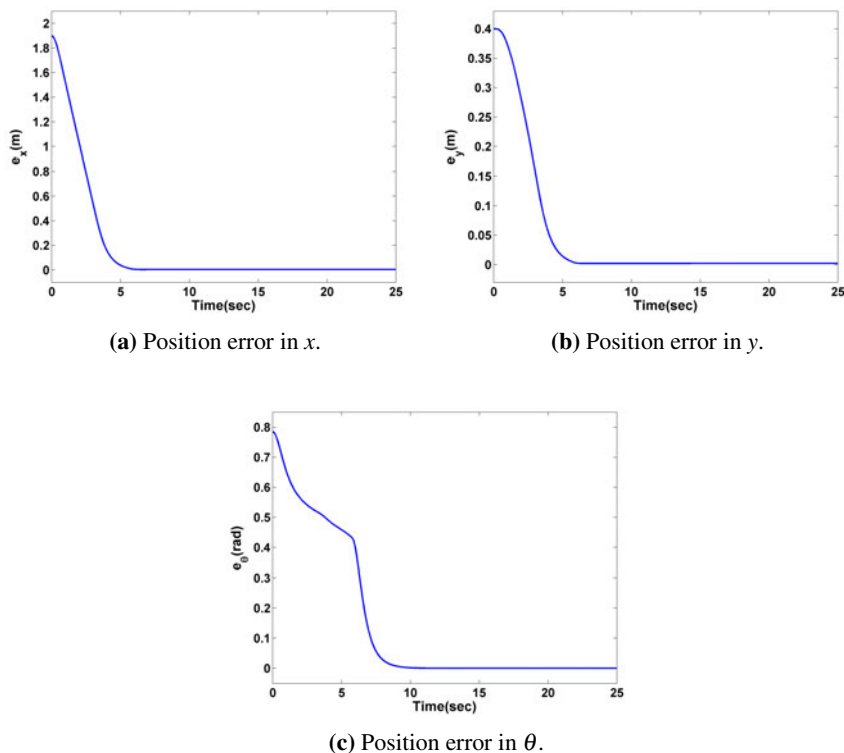 2
1.8
1.6
1.4
1.2
1
0.8
0.6
0.4
0.2
0
e_x(m)
0 5 10 15 20 25
Time(sec)
(a) Position error in x.
0.4
0.35
0.3
0.25
0.2
0.15
0.1
0.05
0
e_y(m)
0 5 10 15 20 25
Time(sec)
(b) Position error in y.
0.8
0.7
0.6
0.5
0.4
0.3
0.2
0.1
0
e_θ(rad)
0 5 10 15 20 25
Time(sec)
(c) Position error in θ.